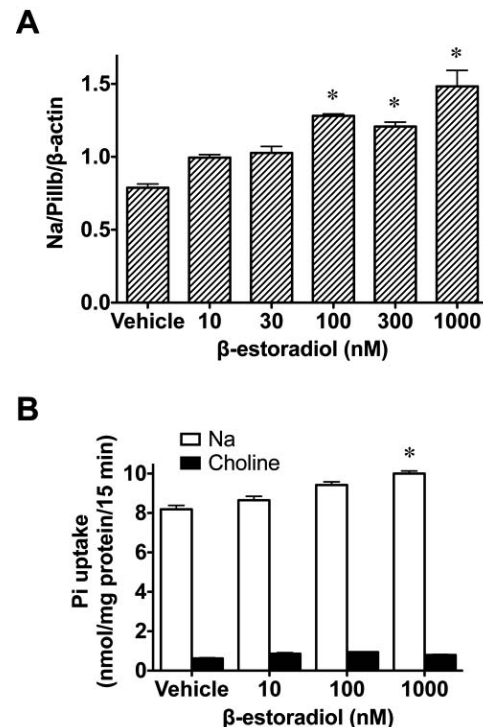 A
Na/PiIIb/β-actin
1.5
1.0
0.5
0.0
* * *
Vehicle 10 30 100 300 1000
β-estoradiol (nM)
B
Na
Choline
*
Pi uptake
(nmol/mg protein/15 min)
10
8
6
4
2
0
Vehicle 10 100 1000
β-estoradiol (nM)